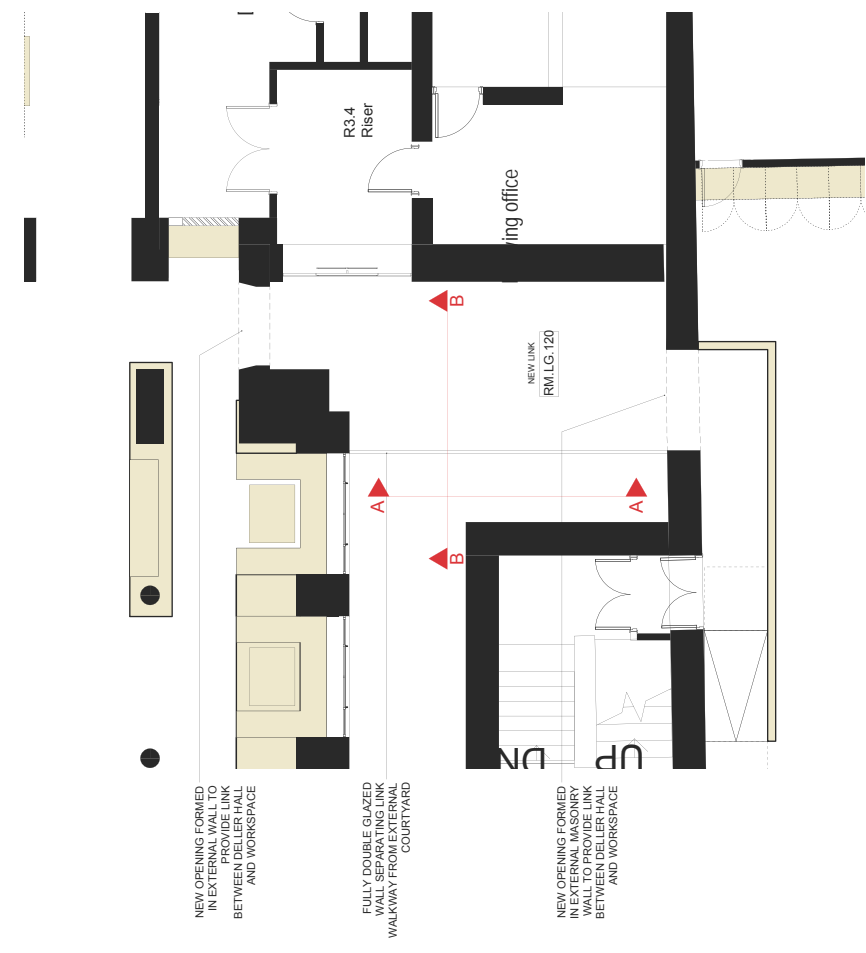 R3.4
Riser
ying office
B
NEW LINK
RM.LG.120
A
A
B
DN
UP
NEW OPENING FORMED
IN EXTERNAL WALL TO
PROVIDE LINK
BETWEEN DELLER HALL
AND WORKSPACE
FULLY DOUBLE GLAZED
WALL SEPARATING LINK
WALKWAY FROM EXTERNAL
COURTYARD
NEW OPENING FORMED
IN EXTERNAL MASONRY
WALL TO PROVIDE LINK
BETWEEN DELLER HALL
AND WORKSPACE